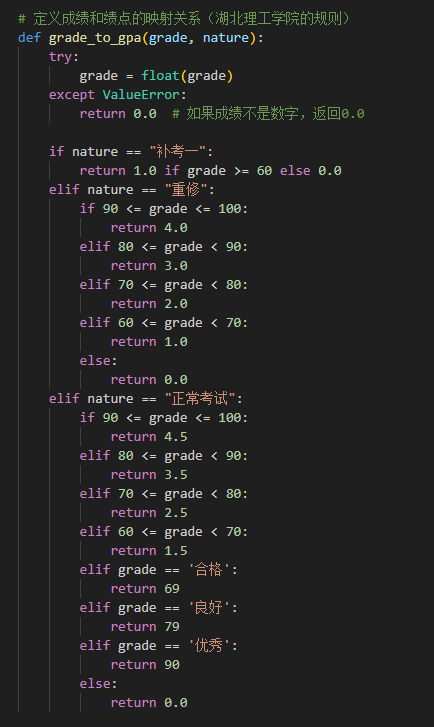 # 定义成绩和绩点的映射关系（湖北理工学院的规则）
def grade_to_gpa(grade, nature):
    try:
        grade = float(grade)
    except ValueError:
        return 0.0  # 如果成绩不是数字，返回0.0

    if nature == "补考一":
        return 1.0 if grade >= 60 else 0.0
    elif nature == "重修":
        if 90 <= grade <= 100:
            return 4.0
        elif 80 <= grade < 90:
            return 3.0
        elif 70 <= grade < 80:
            return 2.0
        elif 60 <= grade < 70:
            return 1.0
        else:
            return 0.0
    elif nature == "正常考试":
        if 90 <= grade <= 100:
            return 4.5
        elif 80 <= grade < 90:
            return 3.5
        elif 70 <= grade < 80:
            return 2.5
        elif 60 <= grade < 70:
            return 1.5
        elif grade == '合格':
            return 69
        elif grade == '良好':
            return 79
        elif grade == '优秀':
            return 90
        else:
            return 0.0